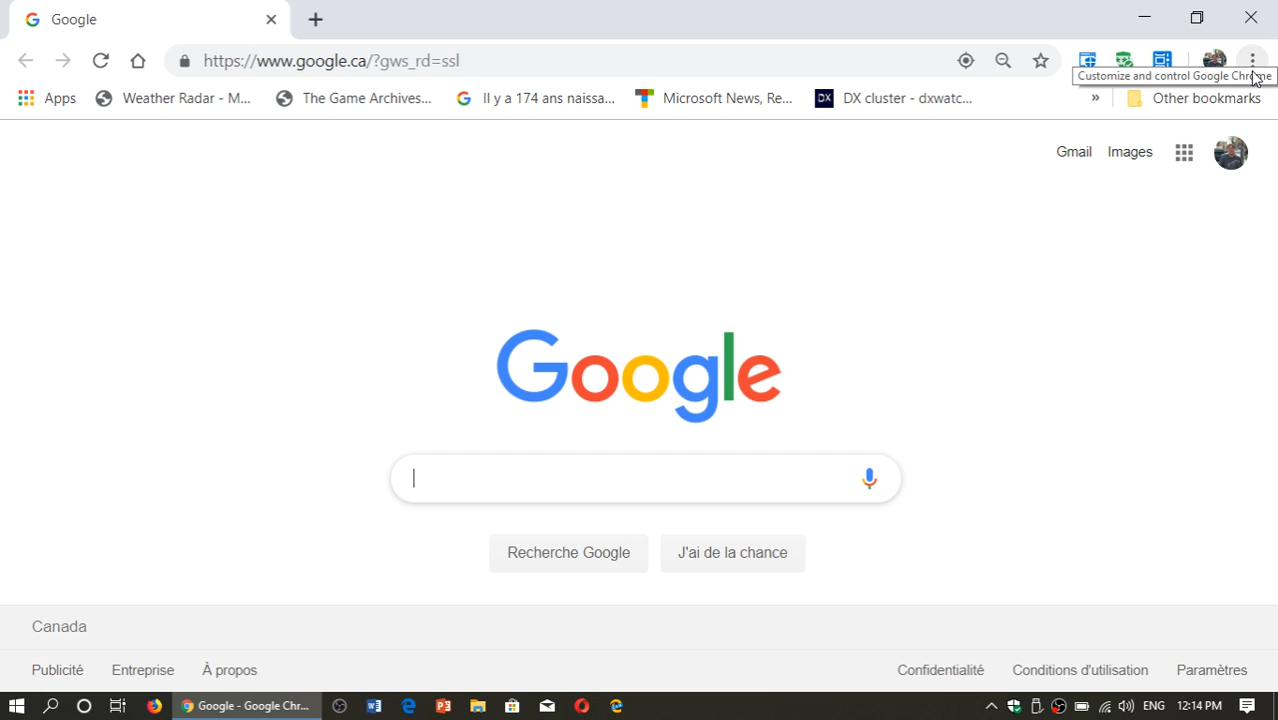 Google
https://www.google.ca/?gws_rd=ssl
Customize and control Google Chrome
Apps Weather Radar - M... The Game Archives... Il y a 174 ans naissa... Microsoft News, Re... DX DX cluster - dxwatc... » Other bookmarks
Gmail Images
Google
Recherche Google J'ai de la chance
Canada
Publicité Entreprise À propos Confidentialité Conditions d'utilisation Paramètres
Google - Google Chr... ENG 12:14 PM